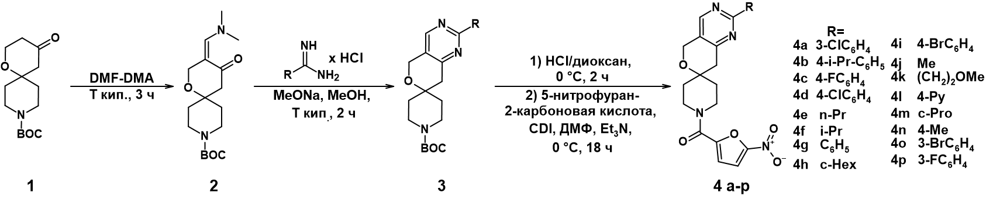 O
O
N
BOC
1
DMF-DMA
Т кип., 3 ч
N
O
O
N
BOC
2
NH
x HCl
R
NH₂
MeONa, MeOH,
Т кип., 2 ч
N
R
N
O
N
BOC
3
1) HCl/диоксан,
0 °C, 2 ч
2) 5-нитрофуран-
2-карбоновая кислота,
CDI, ДМФ, Et₃N,
0 °C, 18 ч
N
R
N
O
N
O
O
N⁺
O
O⁻
4 a-p
R=
4a 3-ClC₆H₄
4b 4-i-Pr-C₆H₅
4c 4-FC₆H₄
4d 4-ClC₆H₄
4e n-Pr
4f i-Pr
4g C₆H₅
4h c-Hex
4i 4-BrC₆H₄
4j Me
4k (CH₂)₂OMe
4l 4-Py
4m c-Pro
4n 4-Me
4o 3-BrC₆H₄
4p 3-FC₆H₄